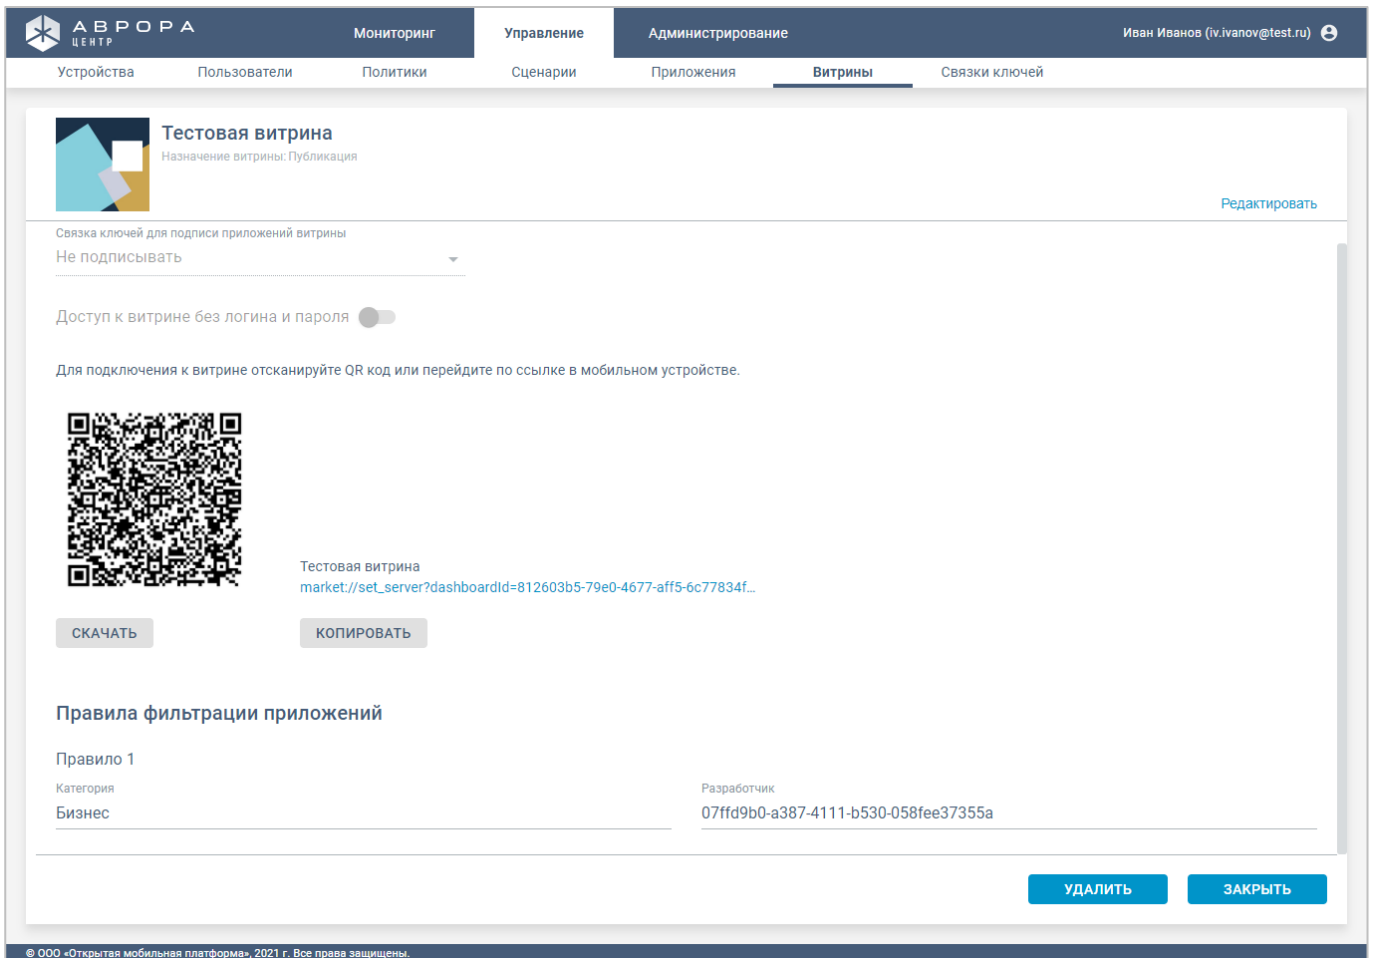 АВРОРА
ЦЕНТР
Мониторинг
Управление
Администрирование
Иван Иванов (iv.ivanov@test.ru)
Устройства
Пользователи
Политики
Сценарии
Приложения
Витрины
Связки ключей
Тестовая витрина
Назначение витрины: Публикация
Редактировать
Связка ключей для подписи приложений витрины
Не подписывать
Доступ к витрине без логина и пароля
Для подключения к витрине отсканируйте QR код или перейдите по ссылке в мобильном устройстве.
Тестовая витрина
market://set_server?dashboardId=812603b5-79e0-4677-aff5-6c77834f...
СКАЧАТЬ
КОПИРОВАТЬ
Правила фильтрации приложений
Правило 1
Категория
Бизнес
Разработчик
07ffd9b0-a387-4111-b530-058fee37355a
УДАЛИТЬ
ЗАКРЫТЬ
© ООО «Открытая мобильная платформа», 2021 г. Все права защищены.